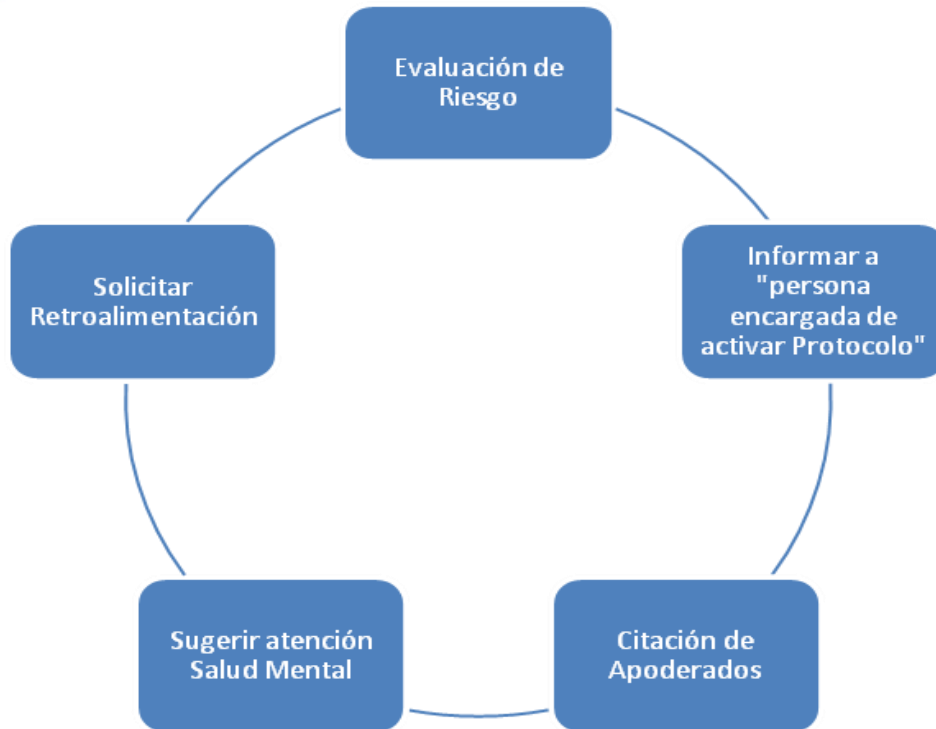 Evaluación de
Riesgo
Informar a
"persona
encargada de
activar Protocolo"
Citación de
Apoderados
Sugerir atención
Salud Mental
Solicitar
Retroalimentación